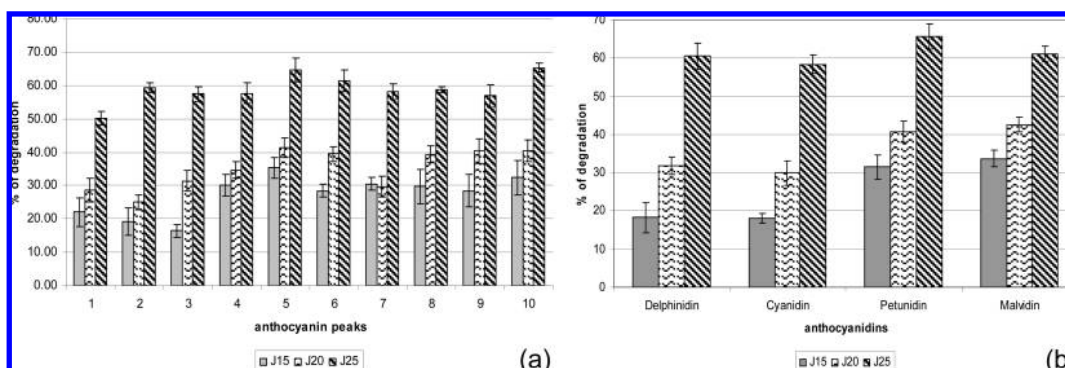 80.00
70.00
60.00
50.00
40.00
30.00
20.00
10.00
0.00
% of degradation
1 2 3 4 5 6 7 8 9 10
anthocyanin peaks
J15 J20 J25
(a)
70
60
50
40
30
20
10
0
% of degradation
Delphinidin Cyanidin Petunidin Malvidin
anthocyanidins
J15 J20 J25
(b